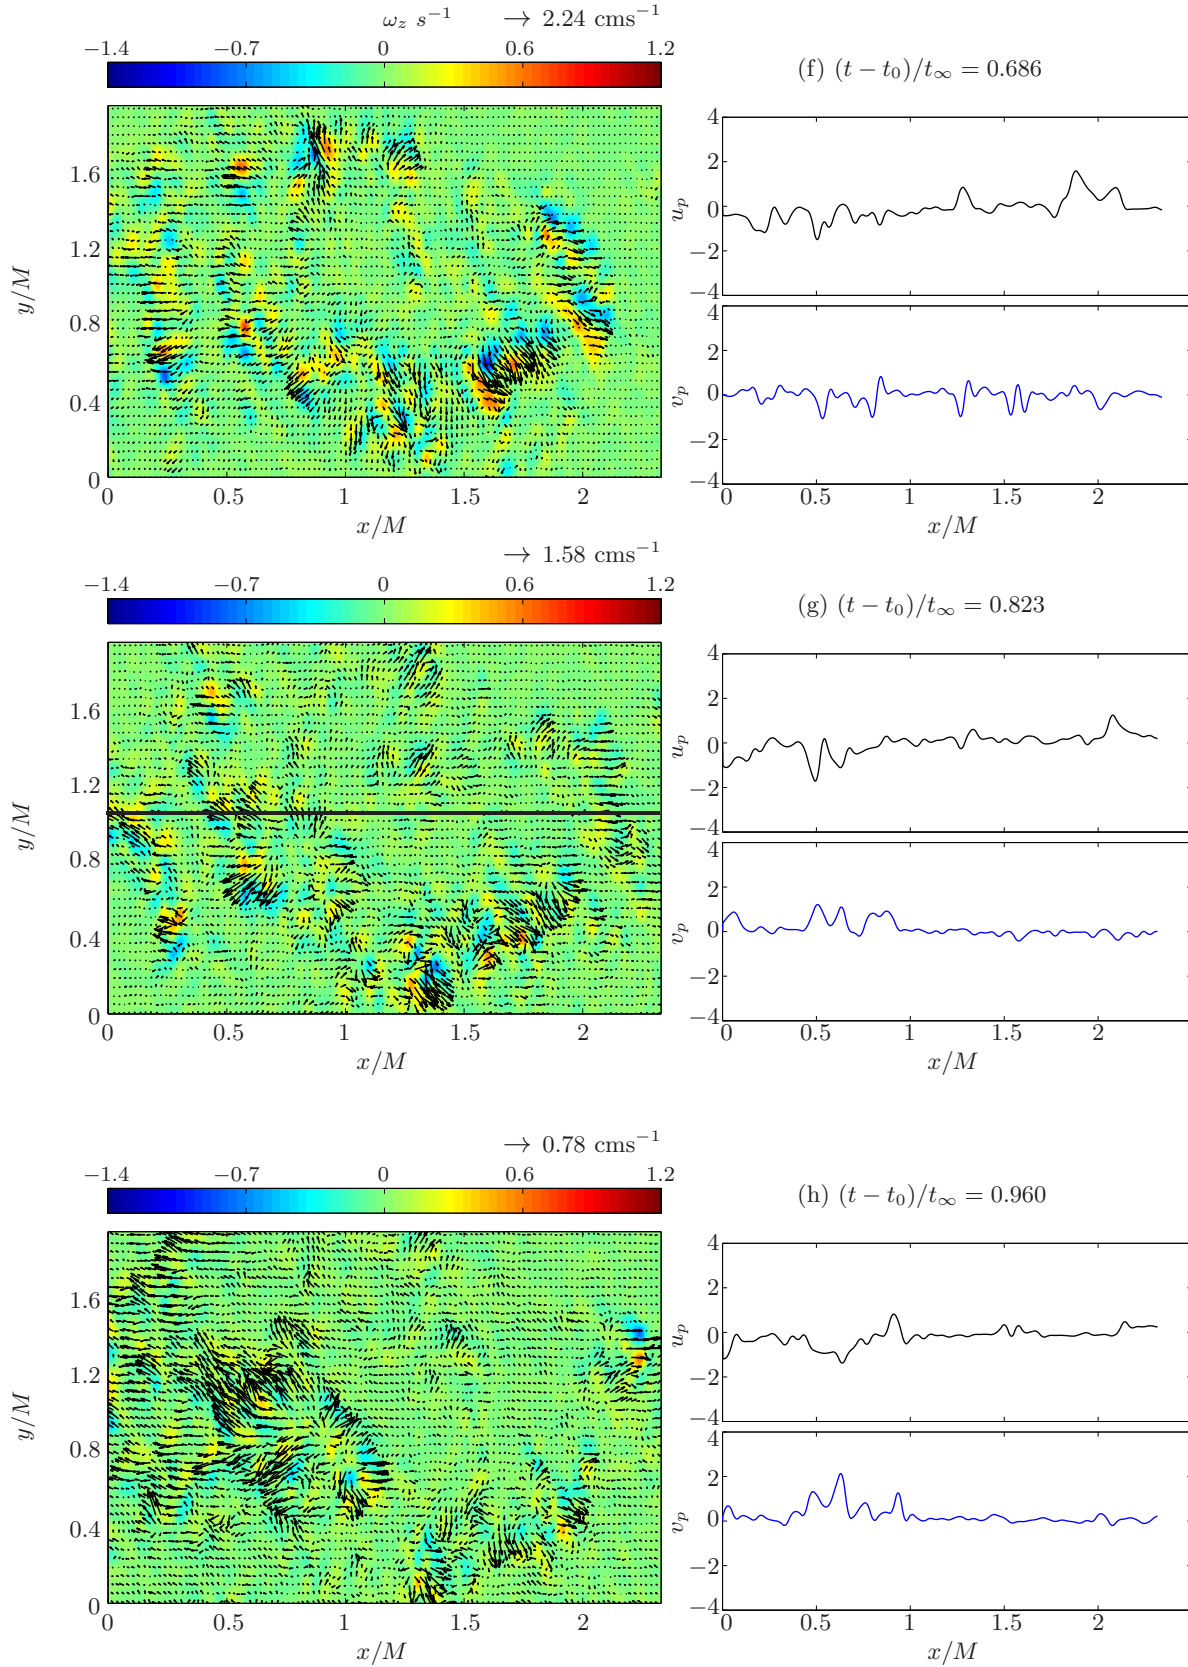 ω_z s⁻¹ → 2.24 cms⁻¹
−1.4 −0.7 0 0.6 1.2
(f) (t − t₀)/t_∞ = 0.686
y/M
1.6
1.2
0.8
0.4
0
0 0.5 1 1.5 2
x/M
u_p
4
2
0
−2
−4
v_p
4
2
0
−2
−4
0 0.5 1 1.5 2
x/M
→ 1.58 cms⁻¹
−1.4 −0.7 0 0.6 1.2
(g) (t − t₀)/t_∞ = 0.823
y/M
1.6
1.2
0.8
0.4
0
0 0.5 1 1.5 2
x/M
u_p
4
2
0
−2
−4
v_p
4
2
0
−2
−4
0 0.5 1 1.5 2
x/M
→ 0.78 cms⁻¹
−1.4 −0.7 0 0.6 1.2
(h) (t − t₀)/t_∞ = 0.960
y/M
1.6
1.2
0.8
0.4
0
0 0.5 1 1.5 2
x/M
u_p
4
2
0
−2
−4
v_p
4
2
0
−2
−4
0 0.5 1 1.5 2
x/M